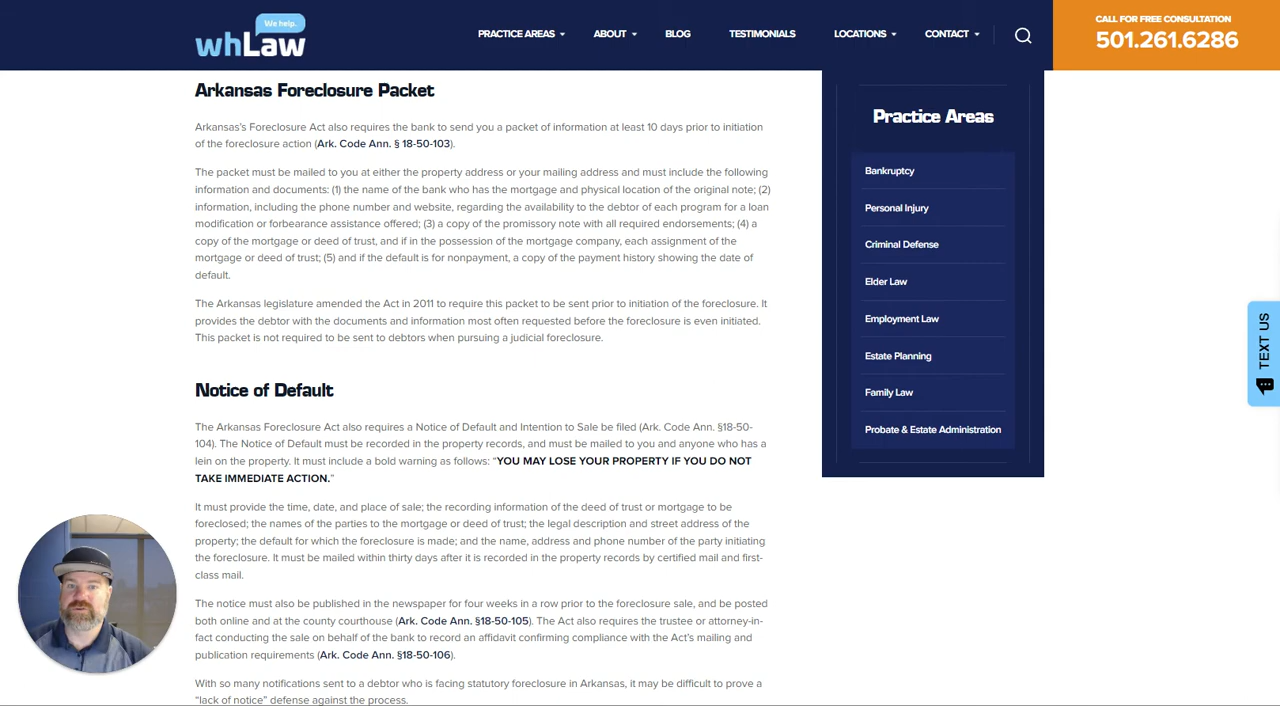 We help.
whLaw
PRACTICE AREAS
ABOUT
BLOG
TESTIMONIALS
LOCATIONS
CONTACT
CALL FOR FREE CONSULTATION
501.261.6286
Arkansas Foreclosure Packet
Arkansas's Foreclosure Act also requires the bank to send you a packet of information at least 10 days prior to initiation
of the foreclosure action (Ark. Code Ann. § 18-50-103).
The packet must be mailed to you at either the property address or your mailing address and must include the following
information and documents: (1) the name of the bank who has the mortgage and physical location of the original note; (2)
information, including the phone number and website, regarding the availability to the debtor of each program for a loan
modification or forbearance assistance offered; (3) a copy of the promissory note with all required endorsements; (4) a
copy of the mortgage or deed of trust, and if in the possession of the mortgage company, each assignment of the
mortgage or deed of trust; (5) and if the default is for nonpayment, a copy of the payment history showing the date of
default.
The Arkansas legislature amended the Act in 2011 to require this packet to be sent prior to initiation of the foreclosure. It
provides the debtor with the documents and information most often requested before the foreclosure is even initiated.
This packet is not required to be sent to debtors when pursuing a judicial foreclosure.
Notice of Default
The Arkansas Foreclosure Act also requires a Notice of Default and Intention to Sale be filed (Ark. Code Ann. §18-50-
104). The Notice of Default must be recorded in the property records, and must be mailed to you and anyone who has a
lein on the property. It must include a bold warning as follows: “YOU MAY LOSE YOUR PROPERTY IF YOU DO NOT
TAKE IMMEDIATE ACTION.”
It must provide the time, date, and place of sale; the recording information of the deed of trust or mortgage to be
foreclosed; the names of the parties to the mortgage or deed of trust; the legal description and street address of the
property; the default for which the foreclosure is made; and the name, address and phone number of the party initiating
the foreclosure. It must be mailed within thirty days after it is recorded in the property records by certified mail and first-
class mail.
The notice must also be published in the newspaper for four weeks in a row prior to the foreclosure sale, and be posted
both online and at the county courthouse (Ark. Code Ann. §18-50-105). The Act also requires the trustee or attorney-in-
fact conducting the sale on behalf of the bank to record an affidavit confirming compliance with the Act's mailing and
publication requirements (Ark. Code Ann. §18-50-106).
With so many notifications sent to a debtor who is facing statutory foreclosure in Arkansas, it may be difficult to prove a
“lack of notice” defense against the process.
Practice Areas
Bankruptcy
Personal Injury
Criminal Defense
Elder Law
Employment Law
Estate Planning
Family Law
Probate & Estate Administration
TEXT US